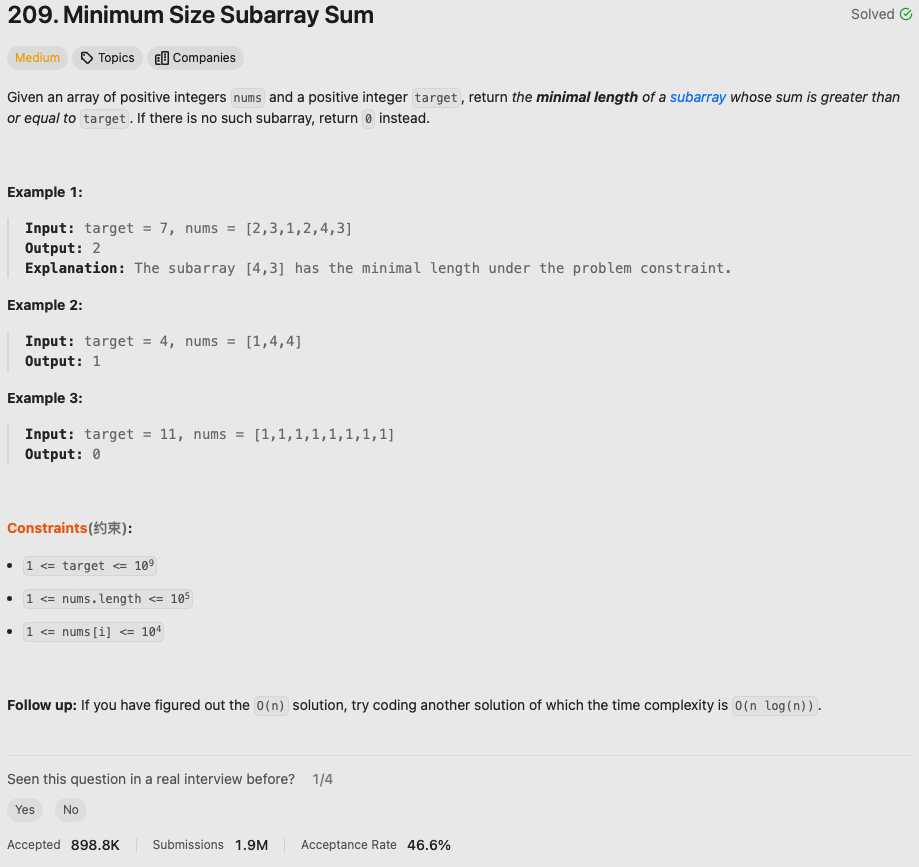 209. Minimum Size Subarray Sum
Solved
Medium Topics Companies
Given an array of positive integers nums and a positive integer target, return the minimal length of a subarray whose sum is greater than
or equal to target. If there is no such subarray, return 0 instead.
Example 1:
Input: target = 7, nums = [2,3,1,2,4,3]
Output: 2
Explanation: The subarray [4,3] has the minimal length under the problem constraint.
Example 2:
Input: target = 4, nums = [1,4,4]
Output: 1
Example 3:
Input: target = 11, nums = [1,1,1,1,1,1,1,1]
Output: 0
Constraints(约束):
• 1 <= target <= 10⁹
• 1 <= nums.length <= 10⁵
• 1 <= nums[i] <= 10⁴
Follow up: If you have figured out the O(n) solution, try coding another solution of which the time complexity is O(n log(n)).
Seen this question in a real interview before? 1/4
Yes No
Accepted 898.8K Submissions 1.9M Acceptance Rate 46.6%